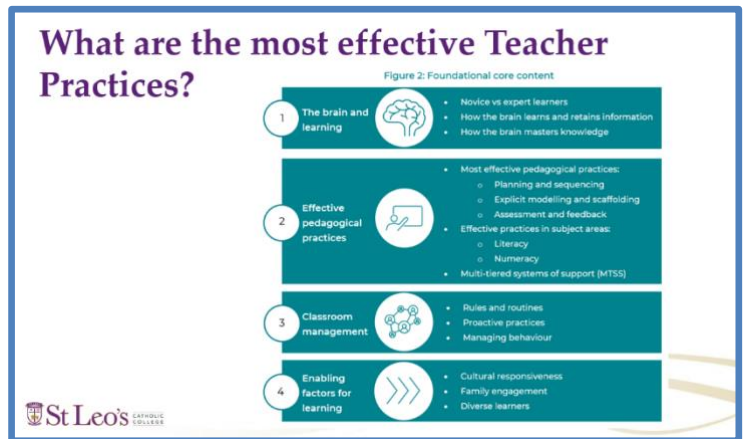 What are the most effective Teacher
Practices?
Figure 2: Foundational core content
1
The brain and
learning
• Novice vs expert learners
• How the brain learns and retains information
• How the brain masters knowledge
2
Effective
pedagogical
practices
• Most effective pedagogical practices:
o Planning and sequencing
o Explicit modelling and scaffolding
o Assessment and feedback
• Effective practices in subject areas:
o Literacy
o Numeracy
• Multi-tiered systems of support (MTSS)
3
Classroom
management
• Rules and routines
• Proactive practices
• Managing behaviour
4
Enabling
factors for
learning
• Cultural responsiveness
• Family engagement
• Diverse learners
St Leo's CATHOLIC
COLLEGE